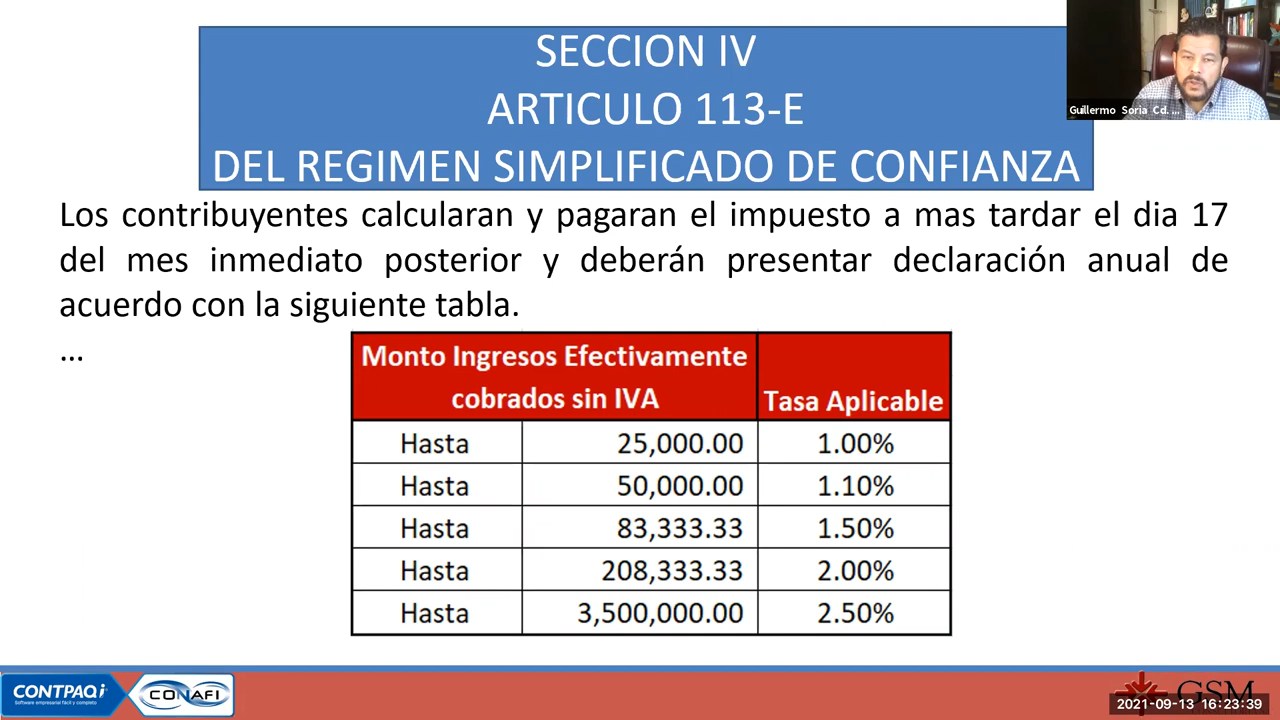 SECCION IV
ARTICULO 113-E
DEL REGIMEN SIMPLIFICADO DE CONFIANZA
Guillermo Soria Cd. ...
Los contribuyentes calcularan y pagaran el impuesto a mas tardar el dia 17
del mes inmediato posterior y deberán presentar declaración anual de
acuerdo con la siguiente tabla.
...
Monto Ingresos Efectivamente
cobrados sin IVA
Tasa Aplicable
Hasta 25,000.00 1.00%
Hasta 50,000.00 1.10%
Hasta 83,333.33 1.50%
Hasta 208,333.33 2.00%
Hasta 3,500,000.00 2.50%
CONTPAQi
Software empresarial fácil y completo
CONAFI
GSM
2021-09-13 16:23:39